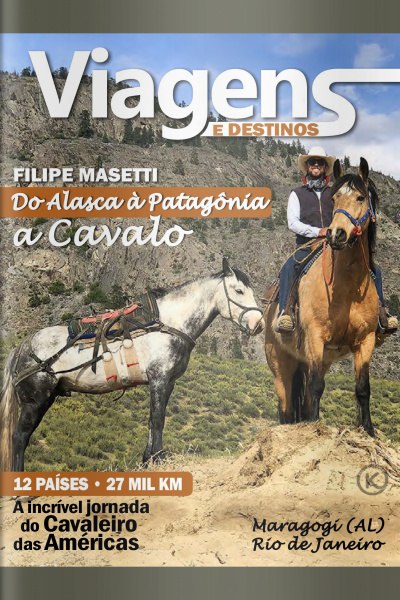 Viagens
E DESTINOS
FILIPE MASETTI
Do Alasca à Patagônia
a Cavalo
12 PAÍSES • 27 MIL KM
A incrível jornada
do Cavaleiro
das Américas
K
Maragogi (AL)
Rio de Janeiro